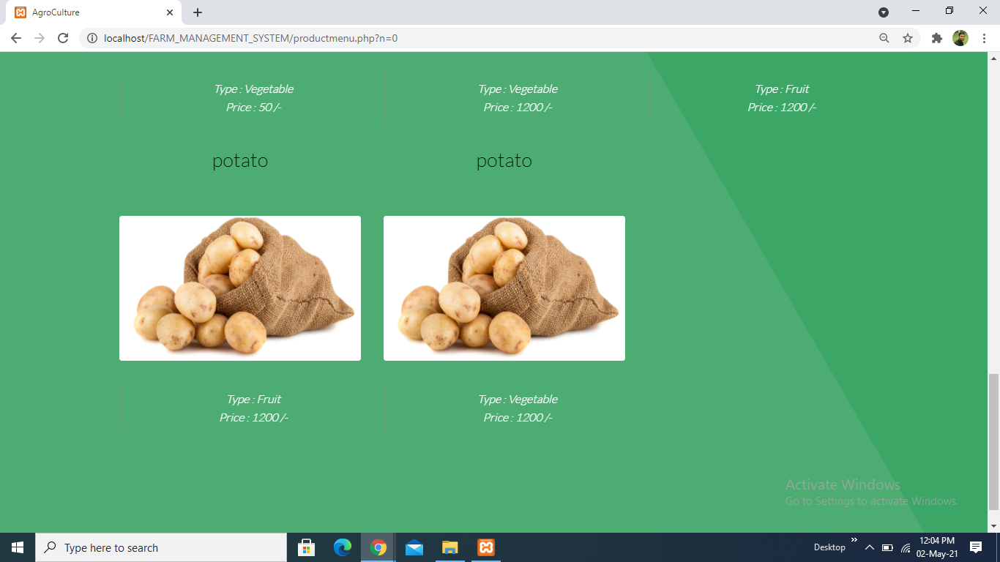 AgroCulture
localhost/FARM_MANAGEMENT_SYSTEM/productmenu.php?n=0
Type : Vegetable
Price : 50 /-
Type : Vegetable
Price : 1200 /-
Type : Fruit
Price : 1200 /-
potato
potato
Type : Fruit
Price : 1200 /-
Type : Vegetable
Price : 1200 /-
Activate Windows
Go to Settings to activate Windows.
Type here to search
Desktop
12:04 PM
02-May-21